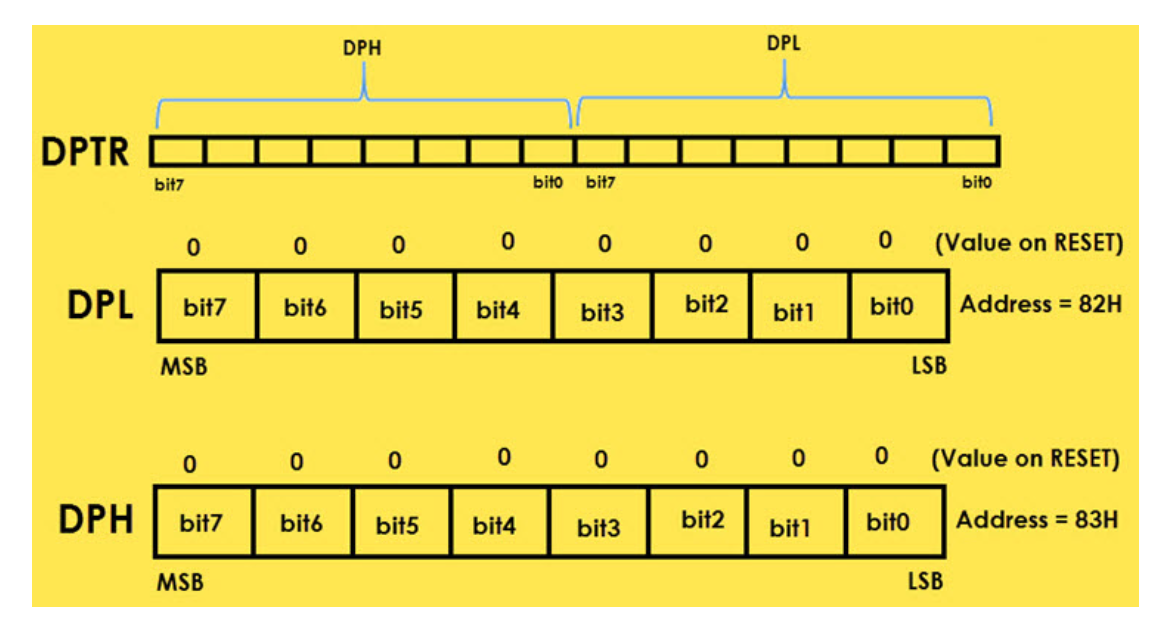 DPH DPL
DPTR
bit7 bit0 bit7 bit0
0 0 0 0 0 0 0 0 (Value on RESET)
DPL bit7 bit6 bit5 bit4 bit3 bit2 bit1 bit0 Address = 82H
MSB LSB
0 0 0 0 0 0 0 0 (Value on RESET)
DPH bit7 bit6 bit5 bit4 bit3 bit2 bit1 bit0 Address = 83H
MSB LSB